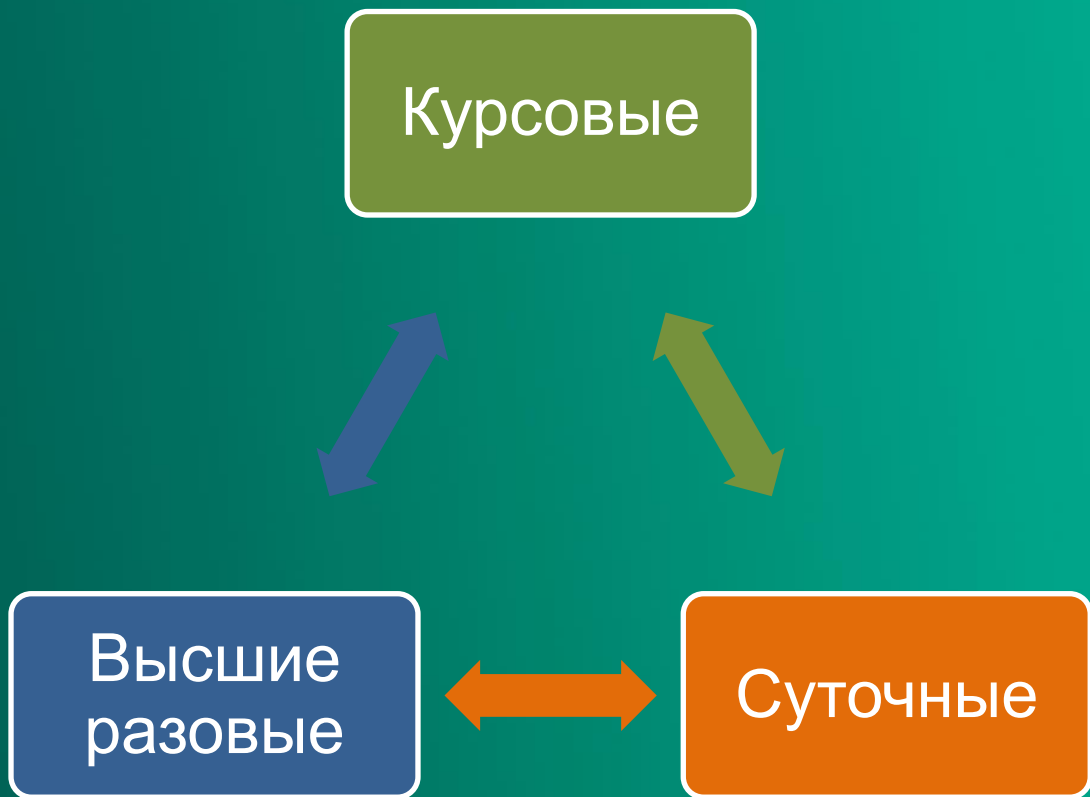 Курсовые
Высшие
разовые
Суточные